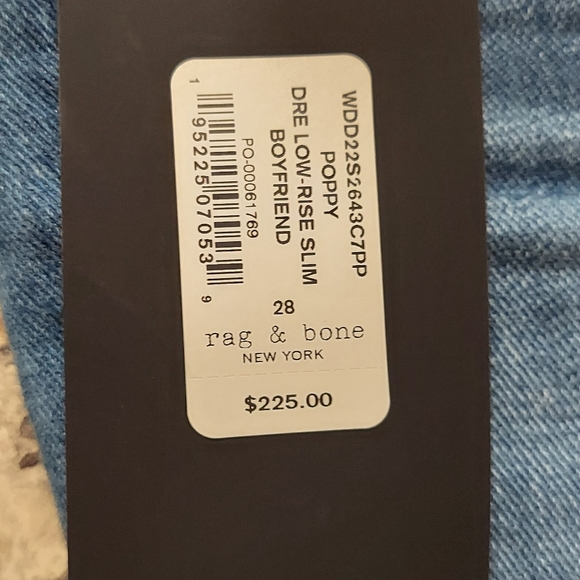 WDD22S2643C7PP
POPPY
DRE LOW-RISE SLIM
BOYFRIEND
PO-00061769
1 95225 07053 9
28
rag & bone
NEW YORK
$225.00